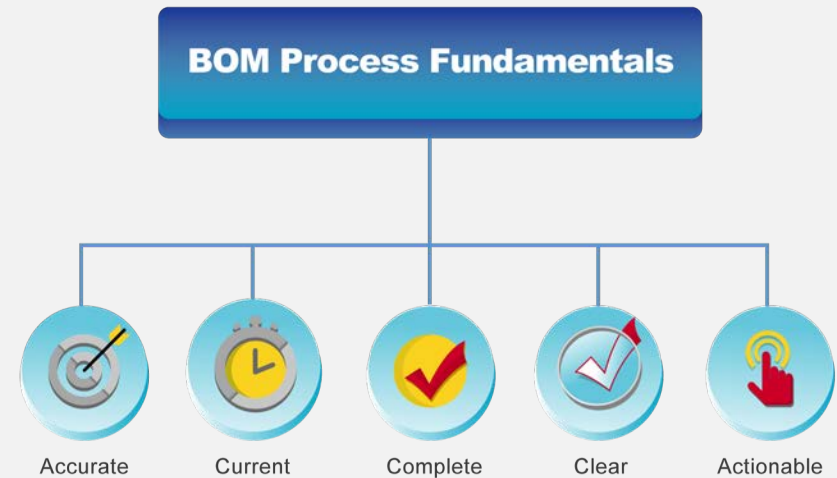 BOM Process Fundamentals
Accurate
Current
Complete
Clear
Actionable